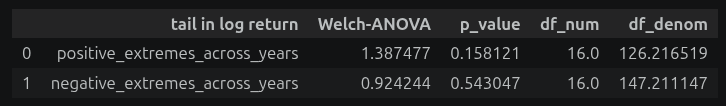 tail in log return Welch-ANOVA p_value df_num df_denom
0 positive_extremes_across_years 1.387477 0.158121 16.0 126.216519
1 negative_extremes_across_years 0.924244 0.543047 16.0 147.211147